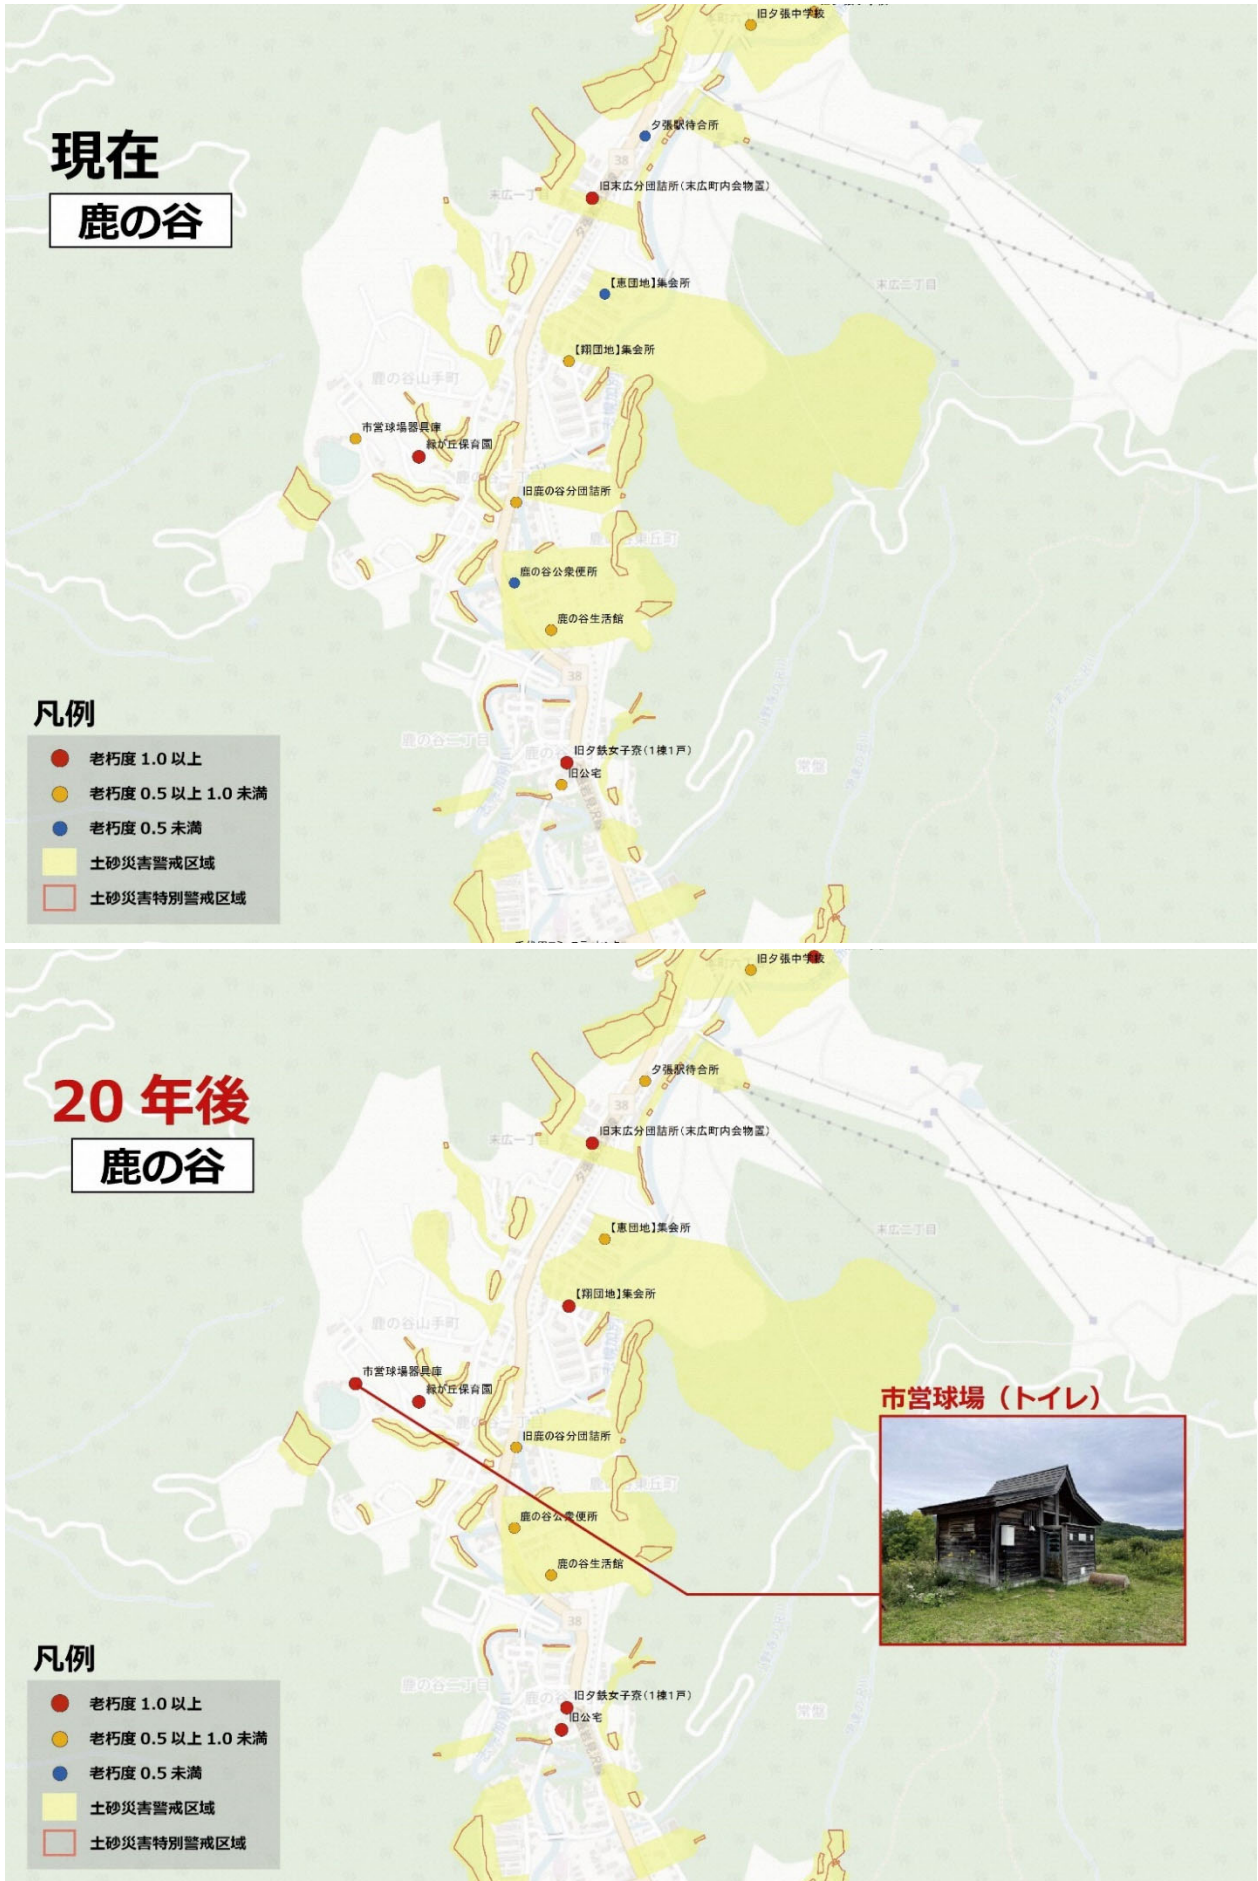 旧夕張中学校
現在
鹿の谷
夕張駅待合所
38
旧末広分団詰所(末広町内会物置)
末広一丁目
【恵団地】集会所
末広二丁目
【翔団地】集会所
鹿の谷山手町
市営球場器具庫
緑が丘保育園
旧鹿の谷分団詰所
鹿の谷公衆便所
鹿の谷生活館
38
鹿の谷二丁目
旧夕鉄女子寮(1棟1戸)
旧公宅
常盤
凡例
老朽度 1.0 以上
老朽度 0.5 以上 1.0 未満
老朽度 0.5 未満
土砂災害警戒区域
土砂災害特別警戒区域
旧夕張中学校
20 年後
鹿の谷
夕張駅待合所
38
旧末広分団詰所(末広町内会物置)
末広一丁目
【恵団地】集会所
末広二丁目
【翔団地】集会所
鹿の谷山手町
市営球場器具庫
緑が丘保育園
市営球場（トイレ）
旧鹿の谷分団詰所
鹿の谷公衆便所
鹿の谷生活館
38
鹿の谷二丁目
旧夕鉄女子寮(1棟1戸)
旧公宅
常盤
凡例
老朽度 1.0 以上
老朽度 0.5 以上 1.0 未満
老朽度 0.5 未満
土砂災害警戒区域
土砂災害特別警戒区域